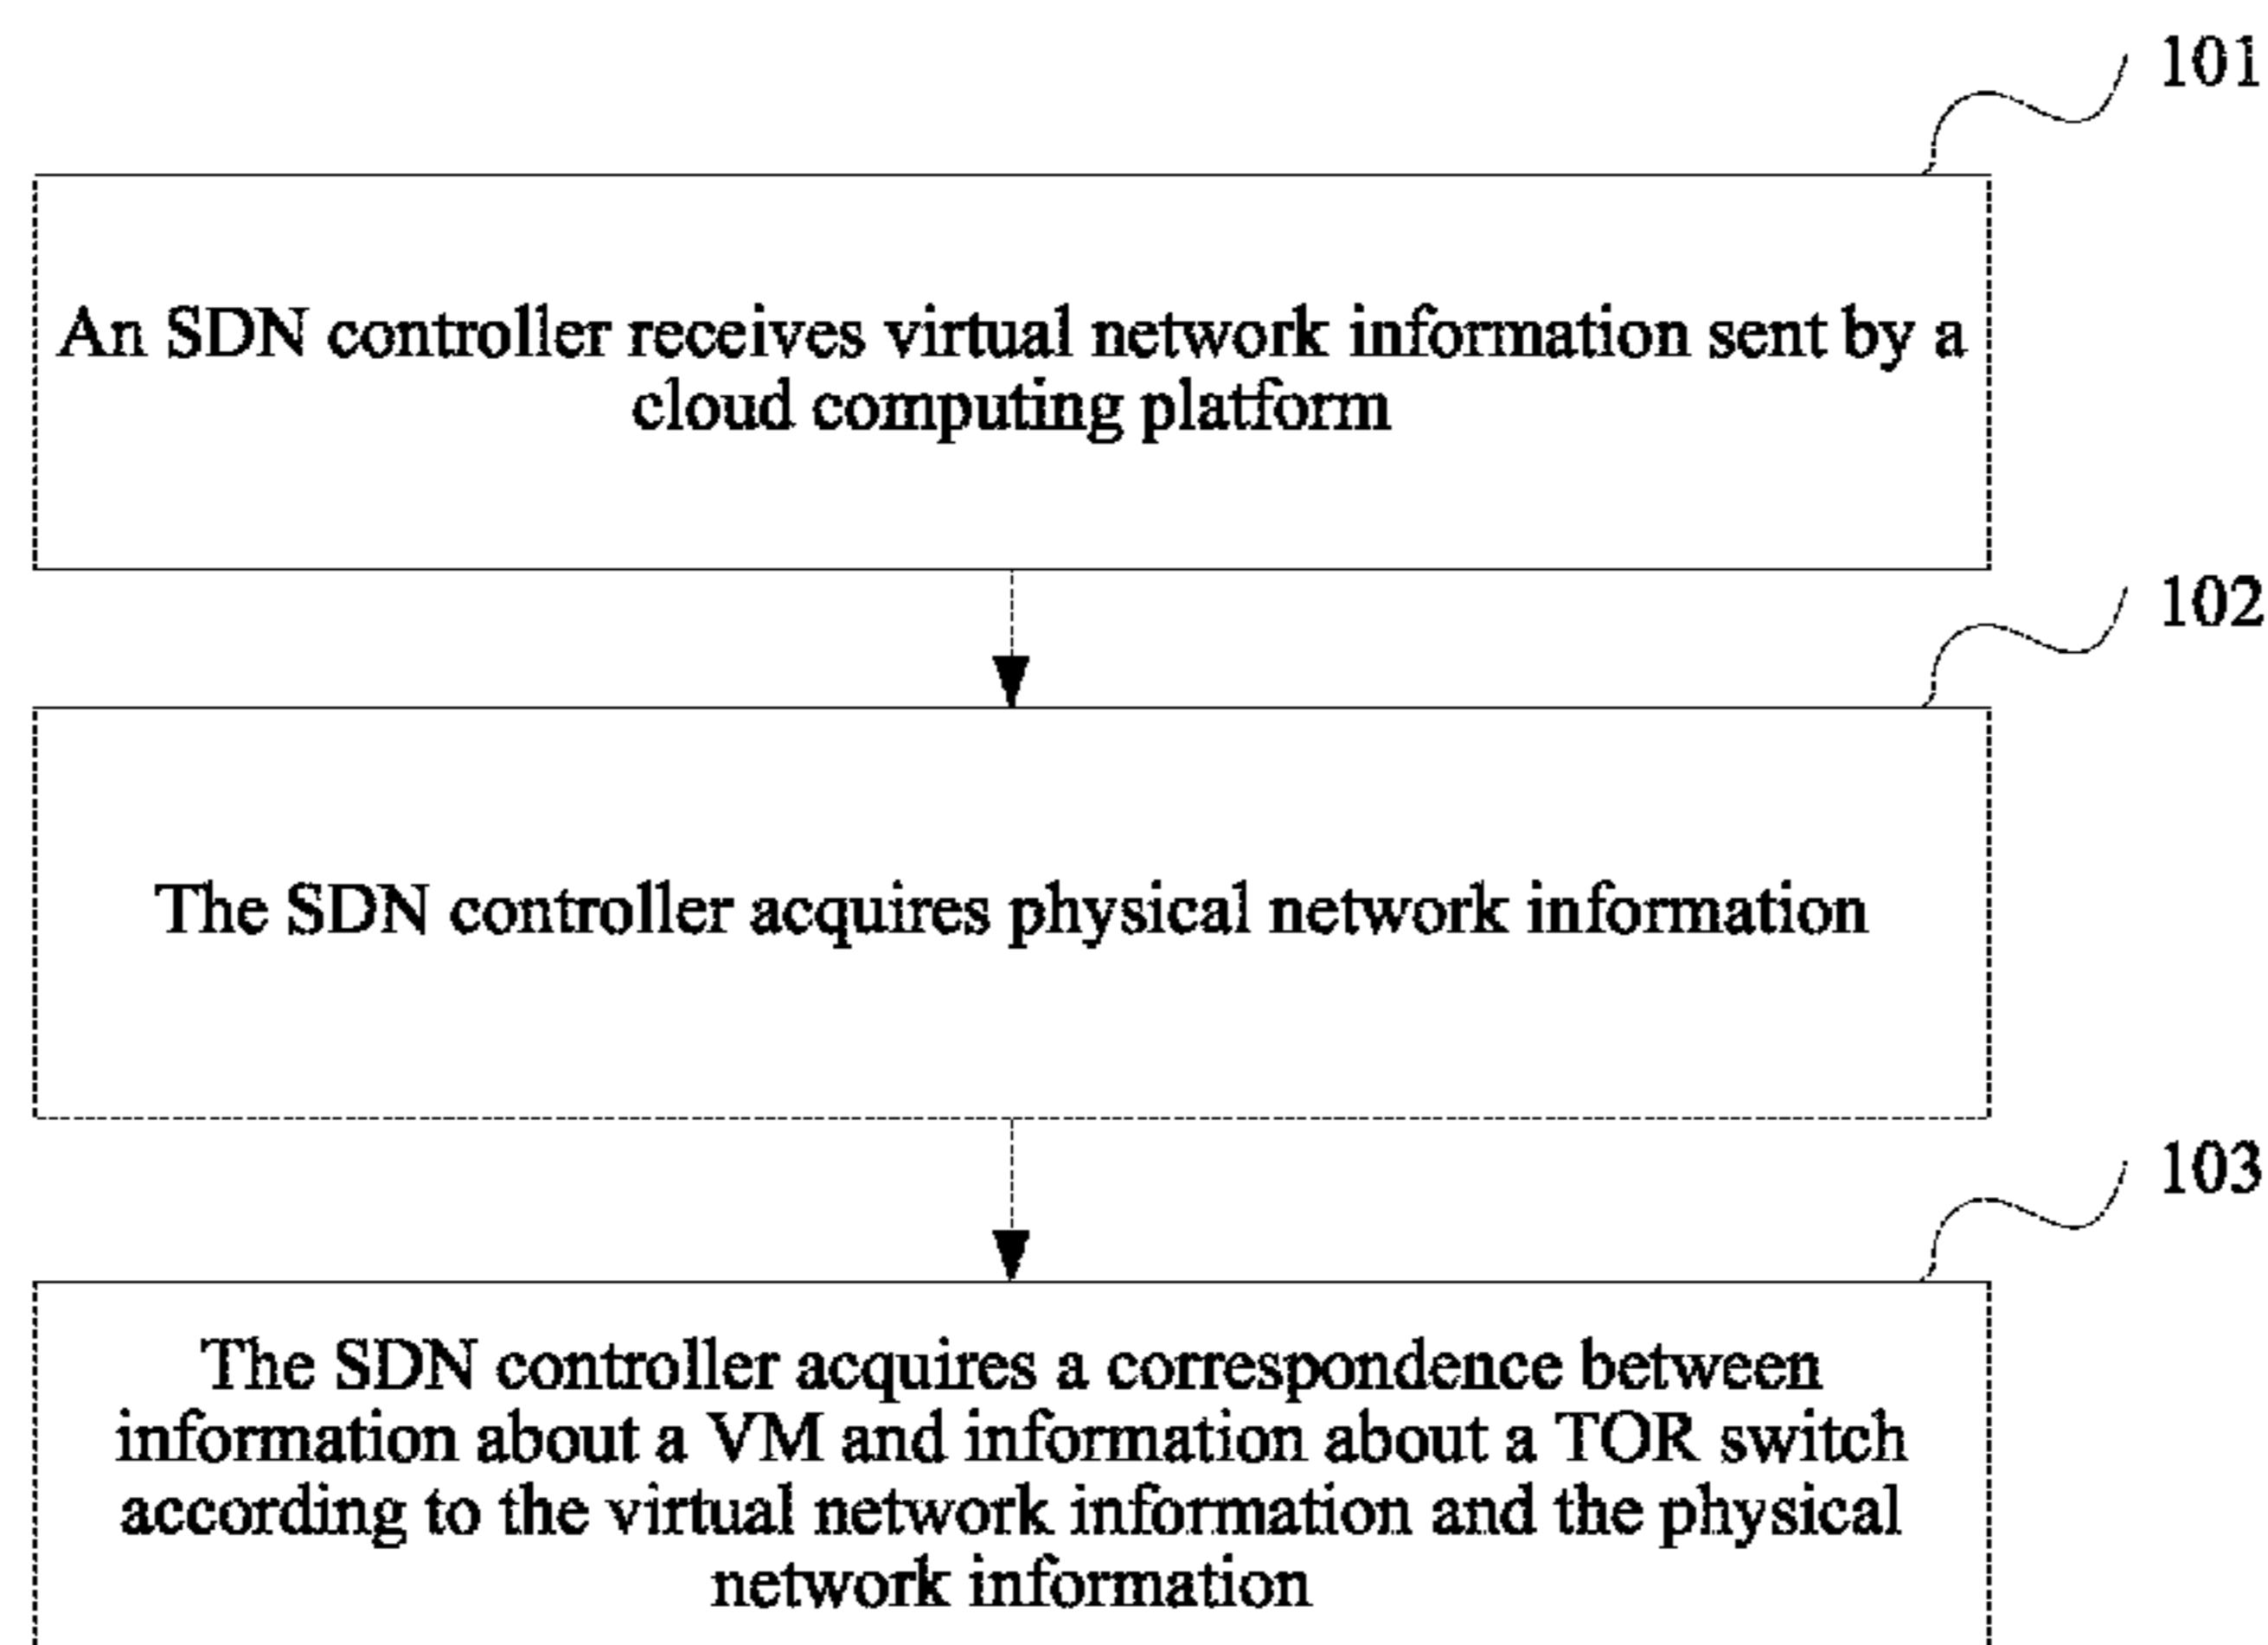 101
An SDN controller receives virtual network information sent by a
cloud computing platform
102
The SDN controller acquires physical network information
103
The SDN controller acquires a correspondence between
information about a VM and information about a TOR switch
according to the virtual network information and the physical
network information